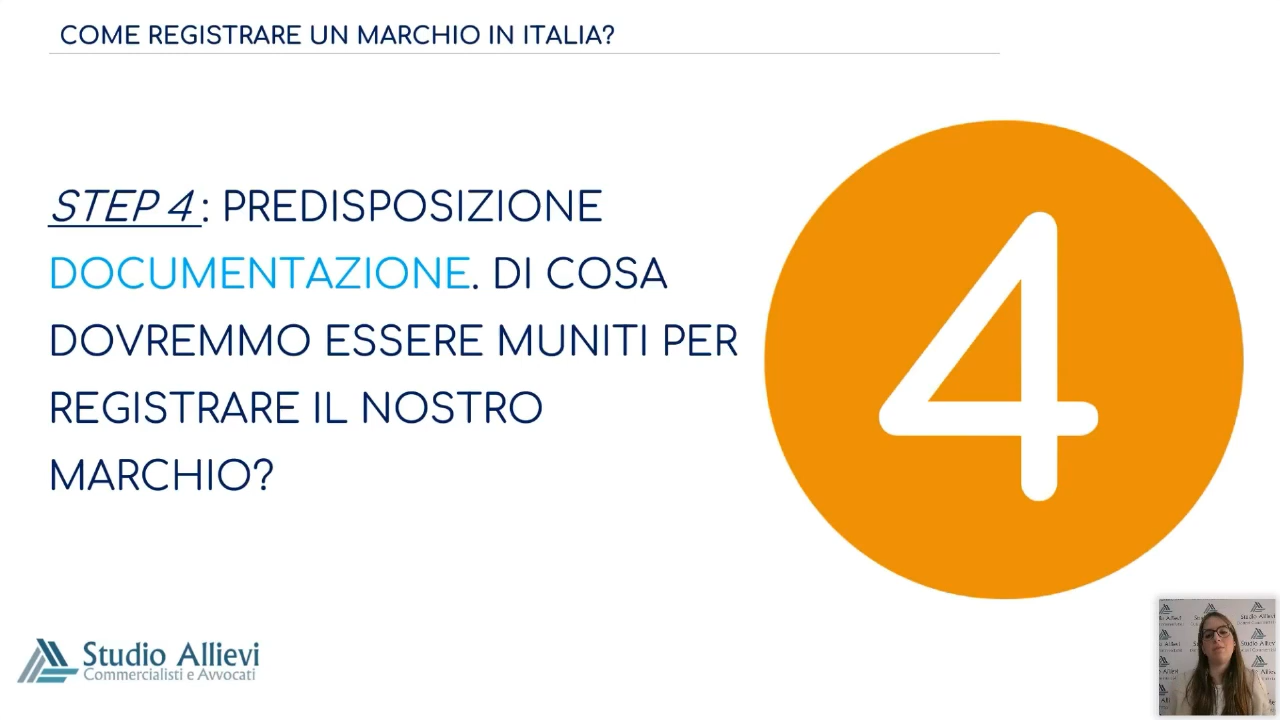 COME REGISTRARE UN MARCHIO IN ITALIA?
STEP 4: PREDISPOSIZIONE
DOCUMENTAZIONE. DI COSA
DOVREMMO ESSERE MUNITI PER
REGISTRARE IL NOSTRO
MARCHIO?
4
Studio Allievi
Commercialisti e Avvocati